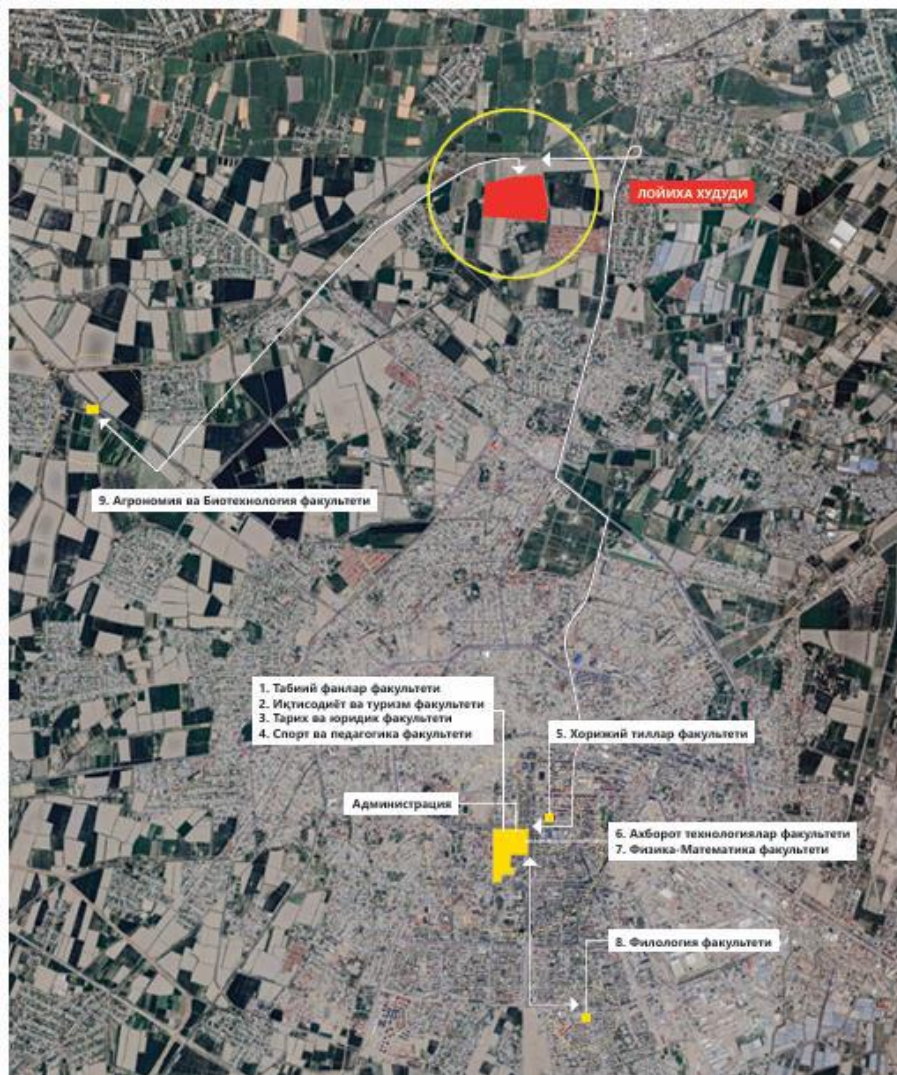 ЛОЙИХА ХУДУДИ
9. Агрономия ва Биотехнология факультети
1. Табиий фанлар факультети
2. Иқтисодиёт ва туризм факультети
3. Тарих ва юридик факультети
4. Спорт ва педагогика факультети
5. Хорижий тиллар факультети
Администрация
6. Ахборот технологиялар факультети
7. Физика-Математика факультети
8. Филология факультети